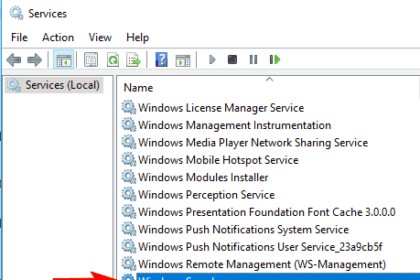 Services
File Action View Help
Services (Local)
Name
Windows License Manager Service
Windows Management Instrumentation
Windows Media Player Network Sharing Service
Windows Mobile Hotspot Service
Windows Modules Installer
Windows Perception Service
Windows Presentation Foundation Font Cache 3.0.0.0
Windows Push Notifications System Service
Windows Push Notifications User Service_23a9cb5f
Windows Remote Management (WS-Management)
Windows